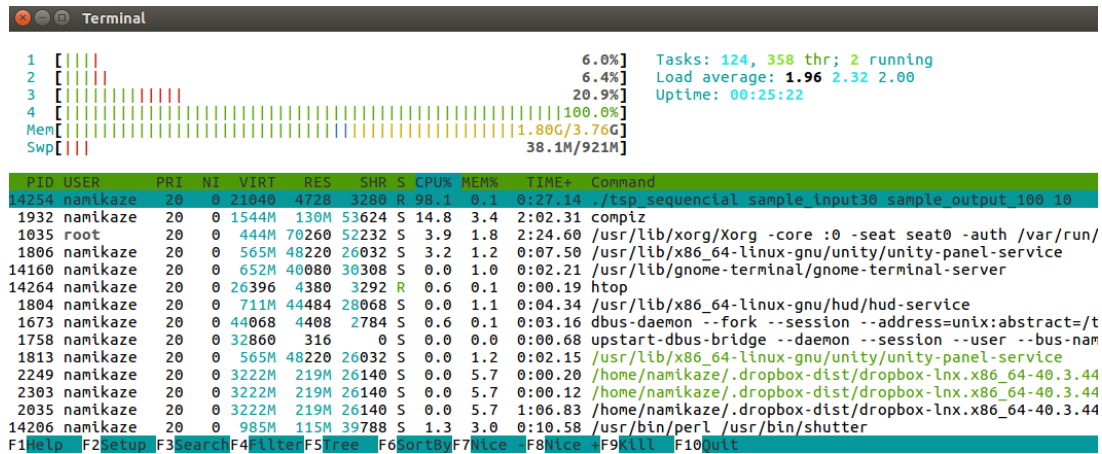 Terminal
1 [|||| 6.0%] Tasks: 124, 358 thr; 2 running
2 [||||| 6.4%] Load average: 1.96 2.32 2.00
3 [||||||||||||| 20.9%] Uptime: 00:25:22
4 [||||||||||||||||||||||||||||||||||||||||||||||||||||||||100.0%]
Mem[|||||||||||||||||||||||||||||||||||||||||||||||||||1.80G/3.76G]
Swp[||| 38.1M/921M]
PID USER PRI NI VIRT RES SHR S CPU% MEM% TIME+ Command
14254 namikaze 20 0 21040 4728 3280 R 98.1 0.1 0:27.14 ./tsp_sequencial sample_input30 sample_output_100 10
1932 namikaze 20 0 1544M 130M 53624 S 14.8 3.4 2:02.31 compiz
1035 root 20 0 444M 70260 52232 S 3.9 1.8 2:24.60 /usr/lib/xorg/Xorg -core :0 -seat seat0 -auth /var/run/
1806 namikaze 20 0 565M 48220 26032 S 3.2 1.2 0:07.50 /usr/lib/x86_64-linux-gnu/unity/unity-panel-service
14160 namikaze 20 0 652M 40080 30308 S 0.0 1.0 0:02.21 /usr/lib/gnome-terminal/gnome-terminal-server
14264 namikaze 20 0 26396 4380 3292 R 0.6 0.1 0:00.19 htop
1804 namikaze 20 0 711M 44484 28068 S 0.0 1.1 0:04.34 /usr/lib/x86_64-linux-gnu/hud/hud-service
1673 namikaze 20 0 44068 4408 2784 S 0.6 0.1 0:03.16 dbus-daemon --fork --session --address=unix:abstract=/t
1758 namikaze 20 0 32860 316 0 S 0.0 0.0 0:00.68 upstart-dbus-bridge --daemon --session --user --bus-nam
1813 namikaze 20 0 565M 48220 26032 S 0.0 1.2 0:02.15 /usr/lib/x86_64-linux-gnu/unity/unity-panel-service
2249 namikaze 20 0 3222M 219M 26140 S 0.0 5.7 0:00.20 /home/namikaze/.dropbox-dist/dropbox-lnx.x86_64-40.3.44
2303 namikaze 20 0 3222M 219M 26140 S 0.0 5.7 0:00.12 /home/namikaze/.dropbox-dist/dropbox-lnx.x86_64-40.3.44
2035 namikaze 20 0 3222M 219M 26140 S 0.0 5.7 1:06.83 /home/namikaze/.dropbox-dist/dropbox-lnx.x86_64-40.3.44
14206 namikaze 20 0 985M 115M 39788 S 1.3 3.0 0:10.58 /usr/bin/perl /usr/bin/shutter
F1Help F2Setup F3SearchF4FilterF5Tree F6SortByF7Nice -F8Nice +F9Kill F10Quit